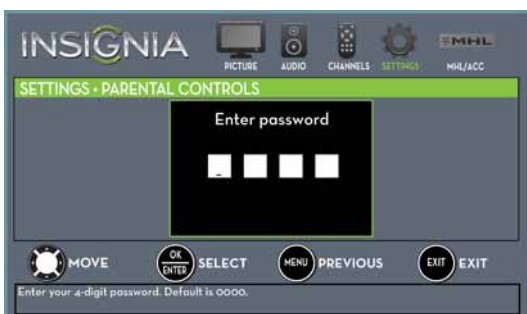 INSIGNIA
PICTURE AUDIO CHANNELS SETTINGS MHL MHL/ACC
SETTINGS • PARENTAL CONTROLS
Enter password
_
MOVE OK ENTER SELECT MENU PREVIOUS EXIT EXIT
Enter your 4-digit password. Default is 0000.